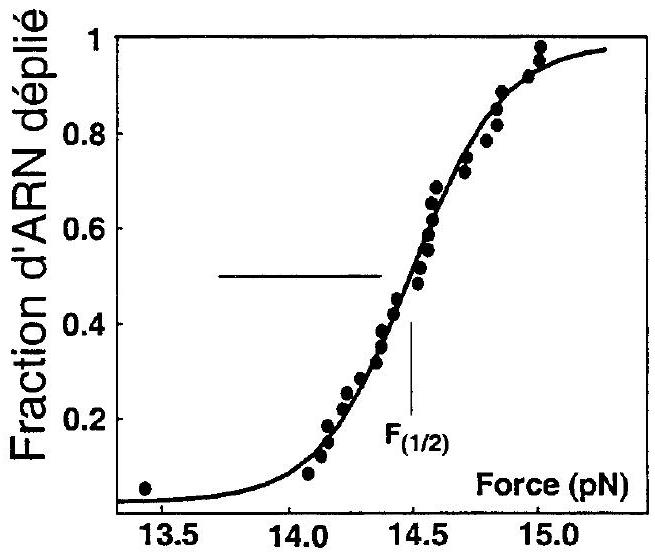 Fraction d'ARN déplié
1
0.8
0.6
0.4
0.2
F(1/2)
Force (pN)
13.5 14.0 14.5 15.0